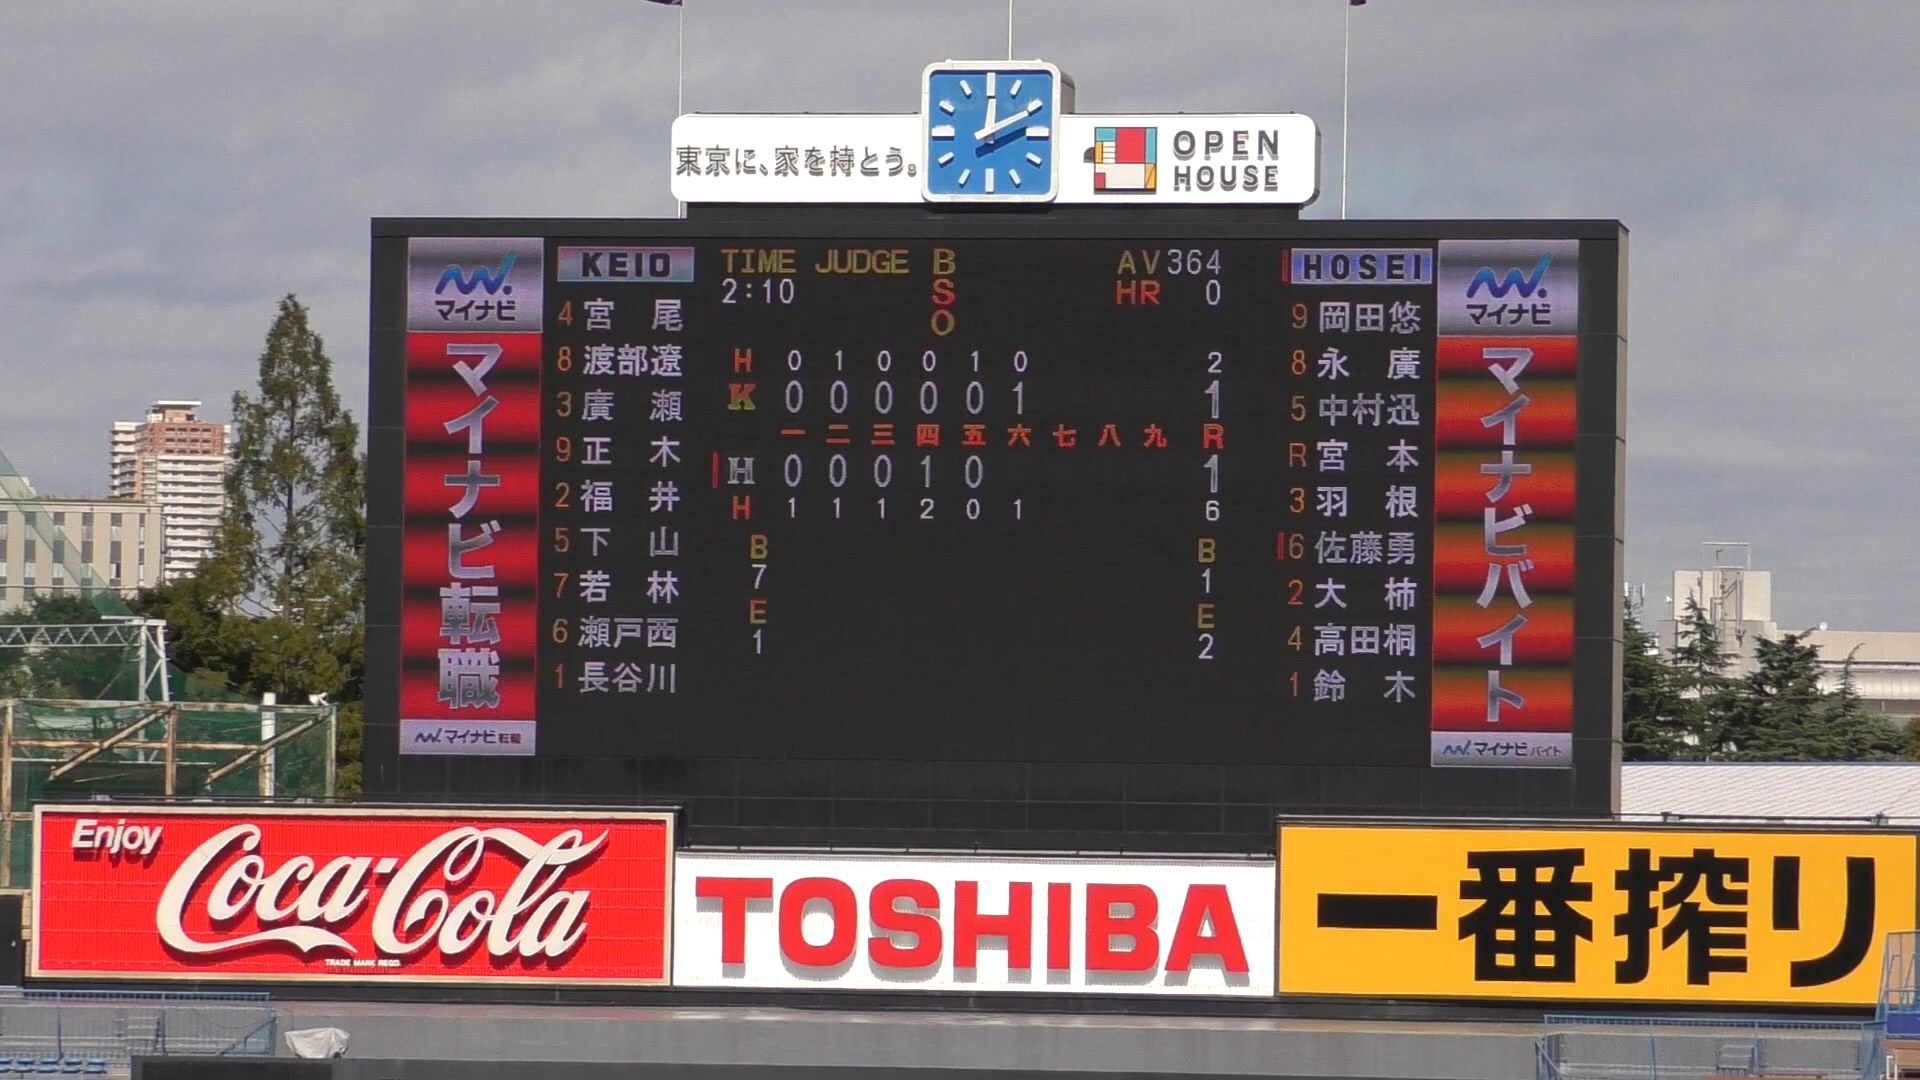 東京に、家を持とう。
OPEN
HOUSE
マイナビ
マイナビ転職
マイナビ転職
KEIO
4 宮尾
8 渡部遼
3 廣瀬
9 正木
2 福井
5 下山
7 若林
6 瀬戸西
1 長谷川
TIME JUDGE B AV 364
2:10 S HR 0
O
H 0 1 0 0 1 0 2
K 0 0 0 0 0 1 1
一 二 三 四 五 六 七 八 九 R
H 0 0 0 1 0 1
H 1 1 1 2 0 1 6
B B
7 1
E E
1 2
HOSEI
9 岡田悠
8 永廣
5 中村迅
R 宮本
3 羽根
6 佐藤勇
2 大柿
4 高田桐
1 鈴木
マイナビ
マイナビバイト
マイナビバイト
Enjoy
Coca-Cola
TRADE MARK REGD.
TOSHIBA
一番搾り